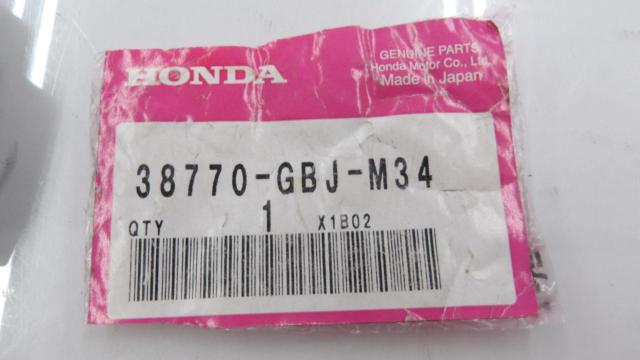 HONDA
GENUINE PARTS
Honda Motor Co., Ltd.
Made in Japan
38770-GBJ-M34
QTY 1 X1B02